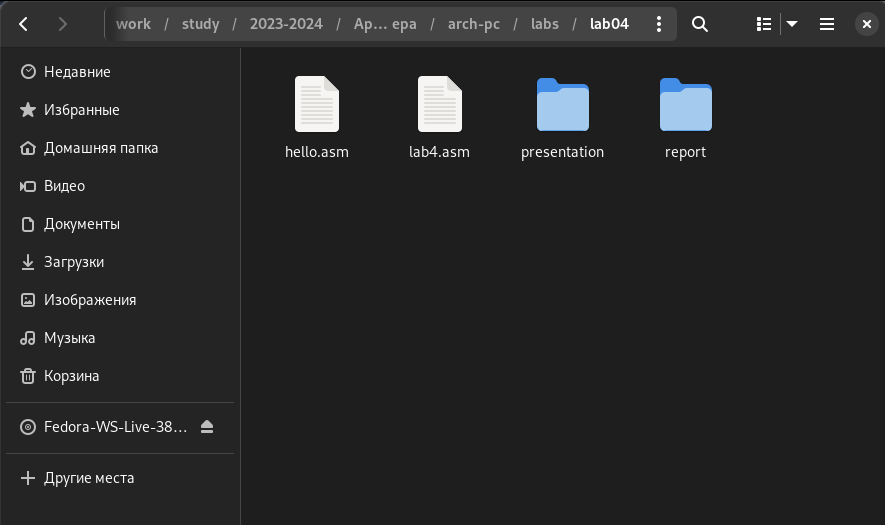 work / study / 2023-2024 / Ap… ера / arch-pc / labs / lab04
Недавние
Избранные
Домашняя папка
Видео
Документы
Загрузки
Изображения
Музыка
Корзина
Fedora-WS-Live-38…
Другие места
hello.asm
lab4.asm
presentation
report